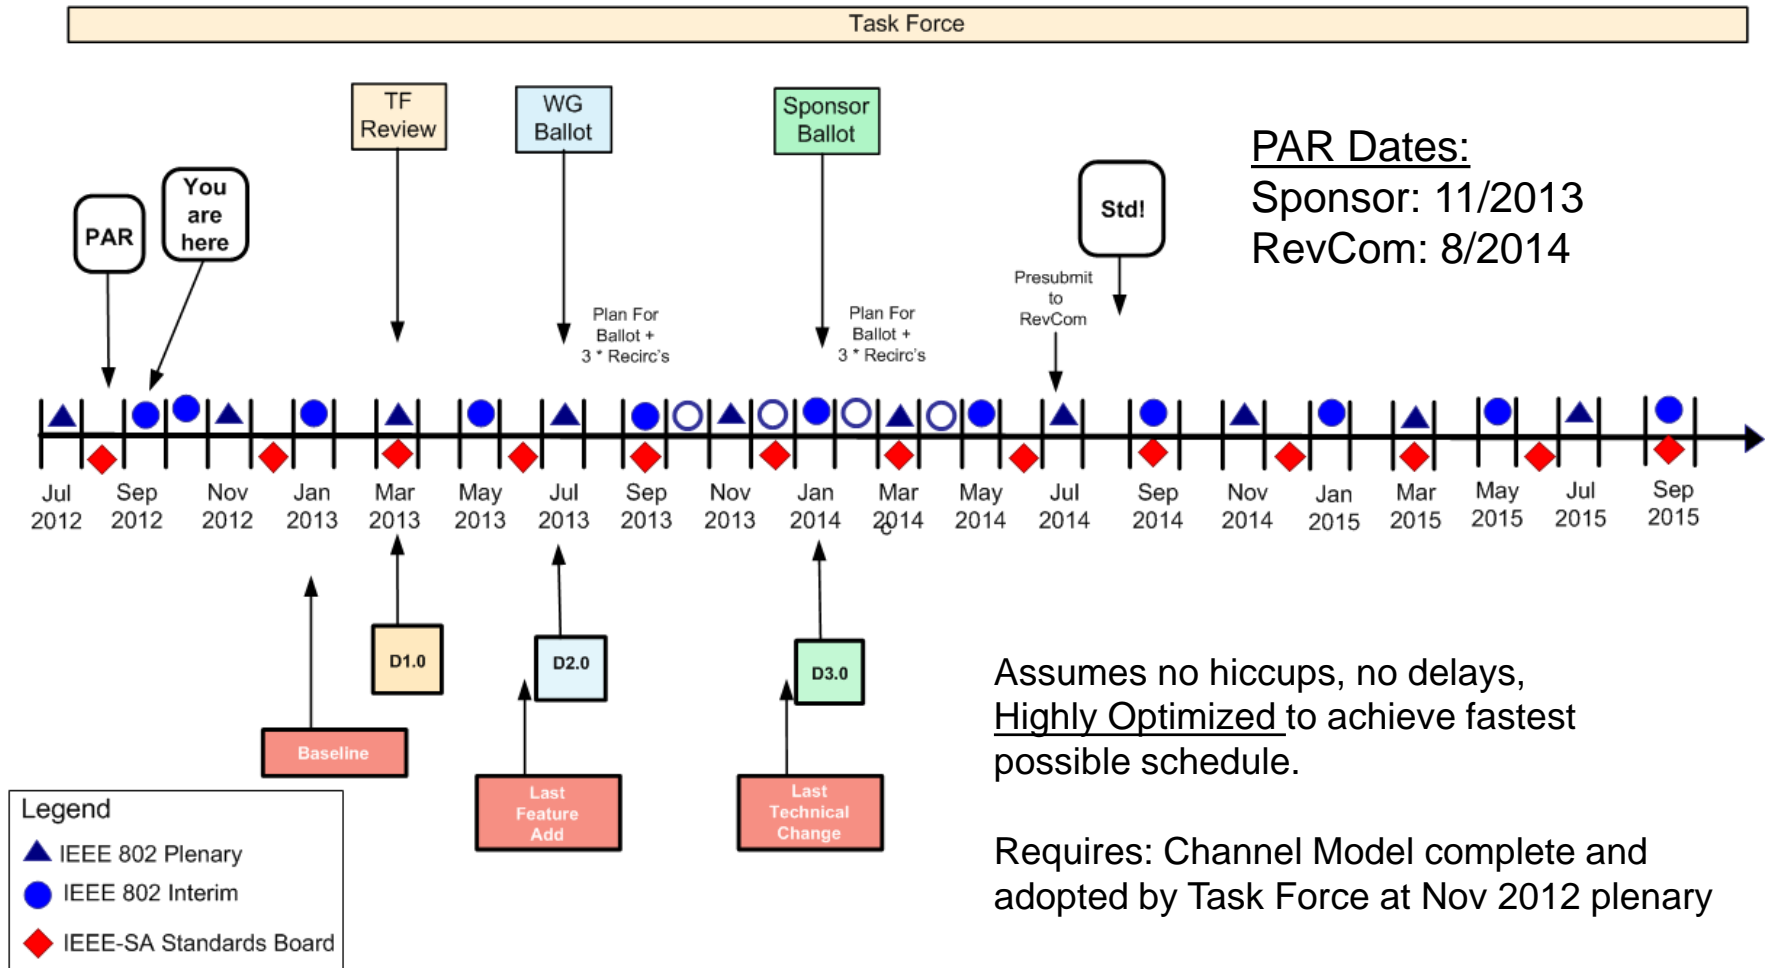 Task Force
TF
Review
WG
Ballot
Sponsor
Ballot
PAR Dates:
Sponsor: 11/2013
RevCom: 8/2014
You
are
here
PAR
Std!
Presubmit
to
RevCom
Plan For
Ballot +
3 * Recirc's
Plan For
Ballot +
3 * Recirc's
Jul
2012
Sep
2012
Nov
2012
Jan
2013
Mar
2013
May
2013
Jul
2013
Sep
2013
Nov
2013
Jan
2014
Mar
2014
c
May
2014
Jul
2014
Sep
2014
Nov
2014
Jan
2015
Mar
2015
May
2015
Jul
2015
Sep
2015
D1.0
D2.0
D3.0
Baseline
Last
Feature
Add
Last
Technical
Change
Assumes no hiccups, no delays,
Highly Optimized to achieve fastest
possible schedule.
Requires: Channel Model complete and
adopted by Task Force at Nov 2012 plenary
Legend
IEEE 802 Plenary
IEEE 802 Interim
IEEE-SA Standards Board